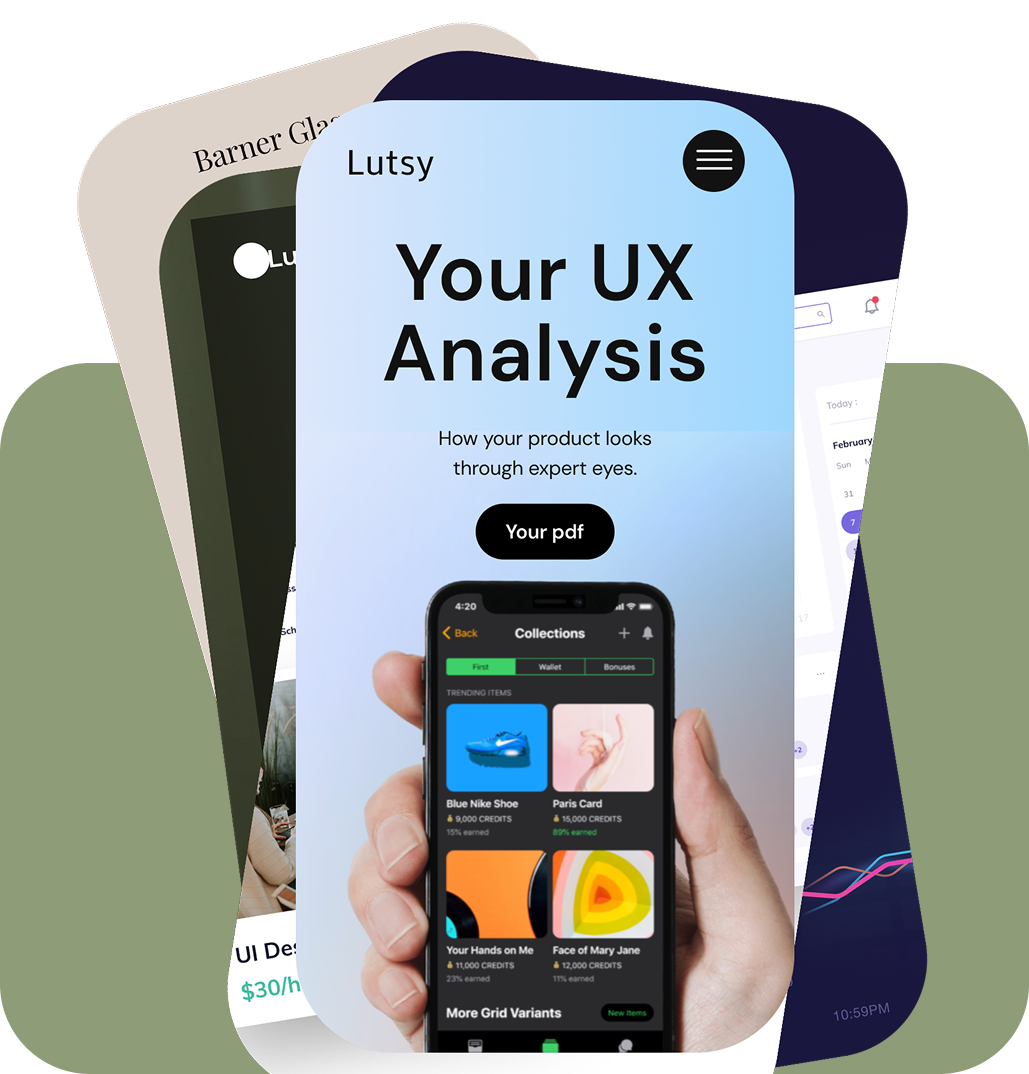 Barner
Lutsy
Your UX
Analysis
How your product looks
through expert eyes.
Your pdf
Today :
February
Sun
31
7
17
4:20
Back
Collections
First
Wallet
Bonuses
TRENDING ITEMS
Blue Nike Shoe
Paris Card
9,000 CREDITS
15,000 CREDITS
15% earned
89% earned
Your Hands on Me
Face of Mary Jane
11,000 CREDITS
12,000 CREDITS
23% earned
11% earned
More Grid Variants
New Items
UI Des
$30/h
10:59PM